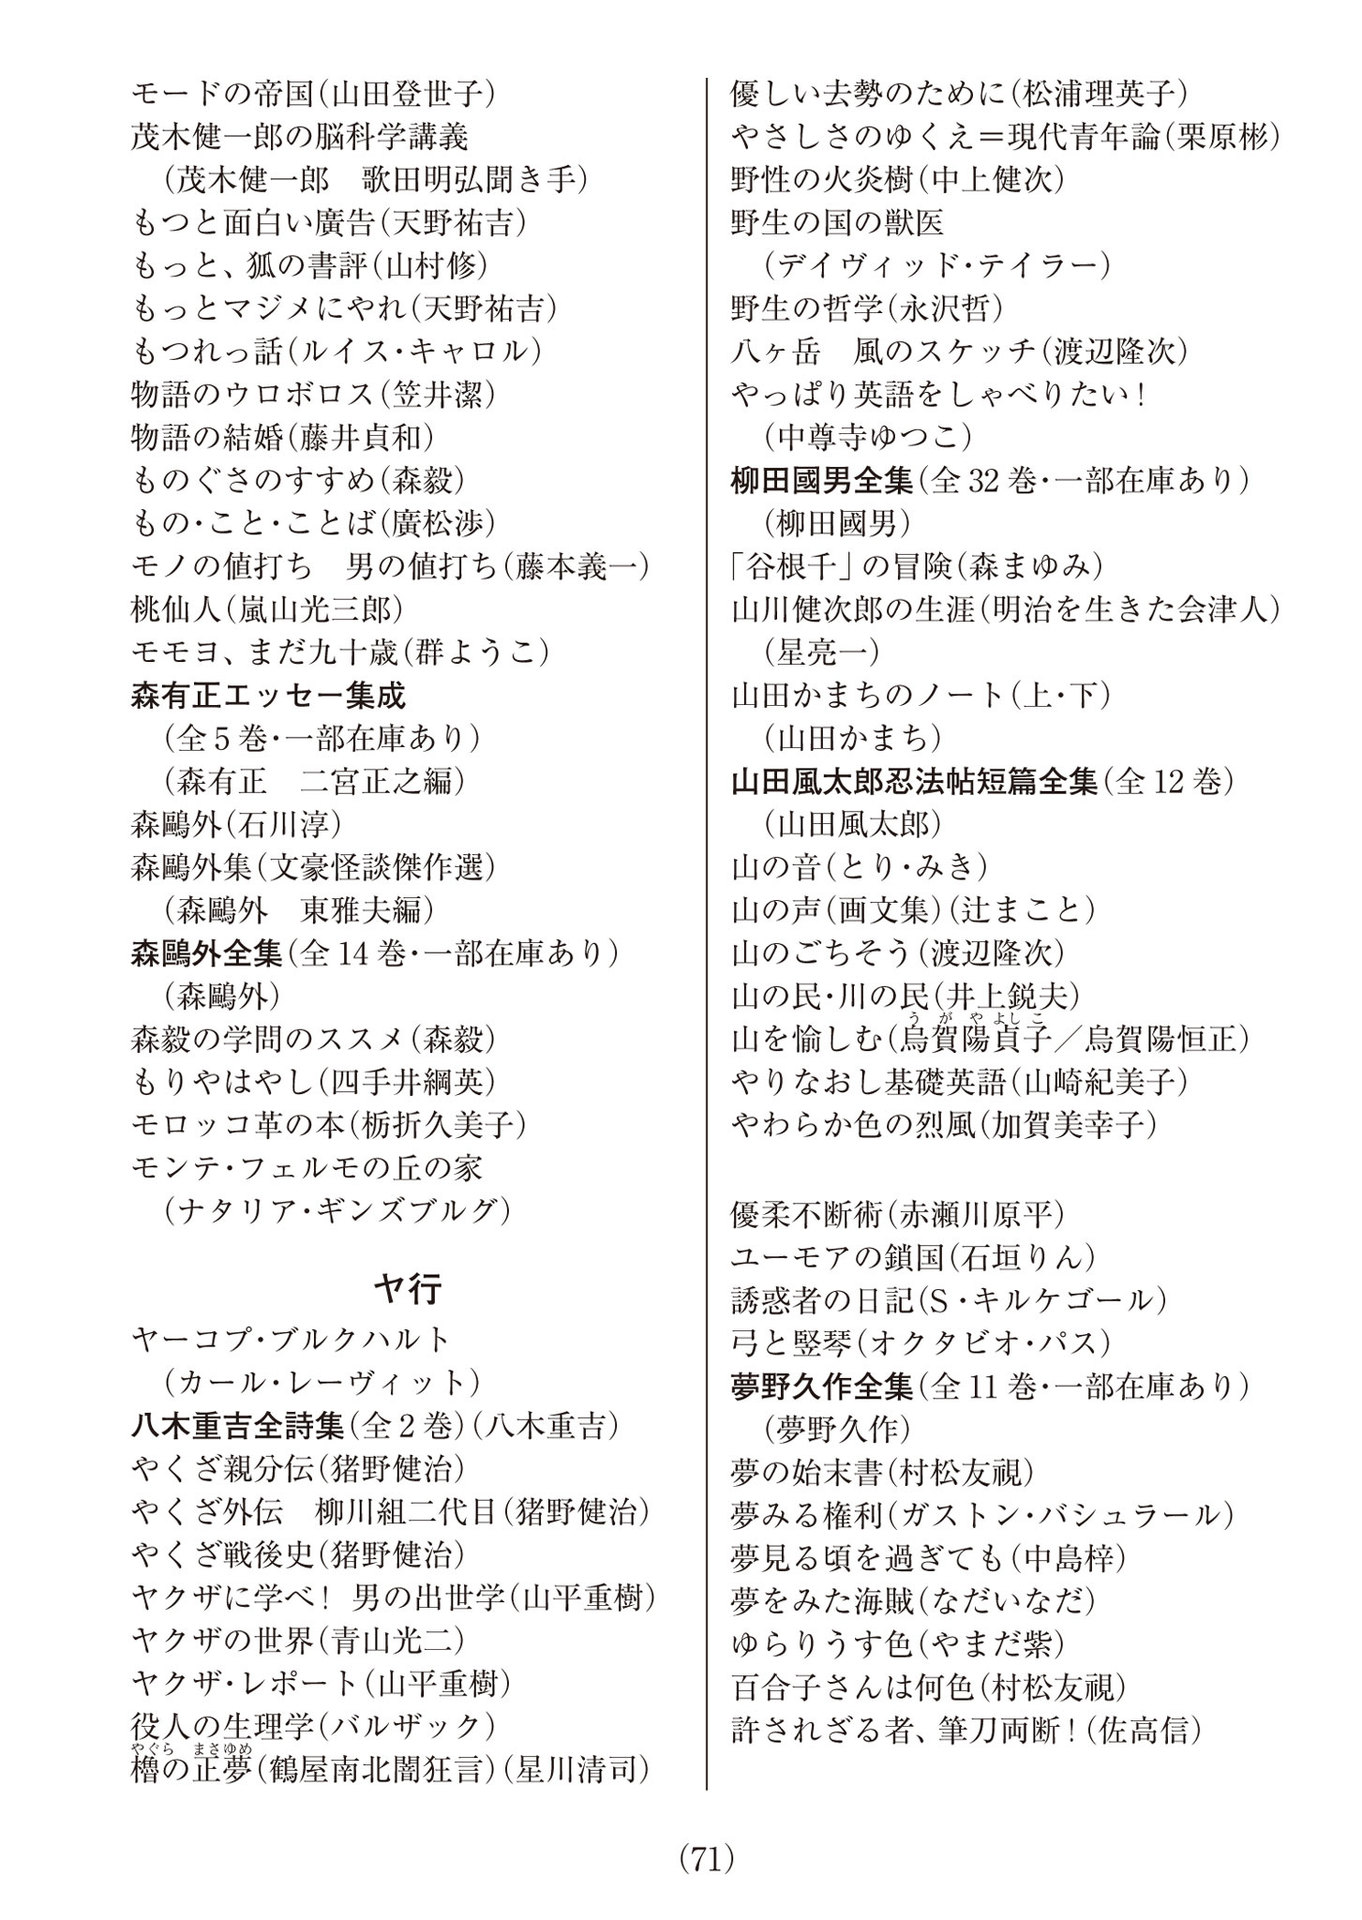 モードの帝国(山田登世子)
茂木健一郎の脳科学講義
(茂木健一郎　歌田明弘聞き手)
もつと面白い廣告(天野祐吉)
もっと、狐の書評(山村修)
もっとマジメにやれ(天野祐吉)
もつれっ話(ルイス・キャロル)
物語のウロボロス(笠井潔)
物語の結婚(藤井貞和)
ものぐさのすすめ(森毅)
もの・こと・ことば(廣松渉)
モノの値打ち　男の値打ち(藤本義一)
桃仙人(嵐山光三郎)
モモヨ、まだ九十歳(群ようこ)
森有正エッセー集成
(全5巻・一部在庫あり)
(森有正　二宮正之編)
森鷗外(石川淳)
森鷗外集(文豪怪談傑作選)
(森鷗外　東雅夫編)
森鷗外全集(全14巻・一部在庫あり)
(森鷗外)
森毅の学問のススメ(森毅)
もりやはやし(四手井綱英)
モロッコ革の本(栃折久美子)
モンテ・フェルモの丘の家
(ナタリア・ギンズブルグ)
ヤ行
ヤーコプ・ブルクハルト
(カール・レーヴィット)
八木重吉全詩集(全2巻)(八木重吉)
やくざ親分伝(猪野健治)
やくざ外伝　柳川組二代目(猪野健治)
やくざ戦後史(猪野健治)
ヤクザに学べ！ 男の出世学(山平重樹)
ヤクザの世界(青山光二)
ヤクザ・レポート(山平重樹)
役人の生理学(バルザック)
やぐら　まさゆめ
櫓の正夢(鶴屋南北闇狂言)(星川清司)
優しい去勢のために(松浦理英子)
やさしさのゆくえ＝現代青年論(栗原彬)
野性の火炎樹(中上健次)
野生の国の獣医
(デイヴィッド・テイラー)
野生の哲学(永沢哲)
八ヶ岳　風のスケッチ(渡辺隆次)
やっぱり英語をしゃべりたい！
(中尊寺ゆつこ)
柳田國男全集(全32巻・一部在庫あり)
(柳田國男)
「谷根千」の冒険(森まゆみ)
山川健次郎の生涯(明治を生きた会津人)
(星亮一)
山田かまちのノート(上・下)
(山田かまち)
山田風太郎忍法帖短篇全集(全12巻)
(山田風太郎)
山の音(とり・みき)
山の声(画文集)(辻まこと)
山のごちそう(渡辺隆次)
山の民・川の民(井上鋭夫)
う が や よし こ
山を愉しむ(烏賀陽貞子／烏賀陽恒正)
やりなおし基礎英語(山崎紀美子)
やわらか色の烈風(加賀美幸子)
優柔不断術(赤瀬川原平)
ユーモアの鎖国(石垣りん)
誘惑者の日記(S・キルケゴール)
弓と竪琴(オクタビオ・パス)
夢野久作全集(全11巻・一部在庫あり)
(夢野久作)
夢の始末書(村松友視)
夢みる権利(ガストン・バシュラール)
夢見る頃を過ぎても(中島梓)
夢をみた海賊(なだいなだ)
ゆらりうす色(やまだ紫)
百合子さんは何色(村松友視)
許されざる者、筆刀両断！(佐高信)
(71)